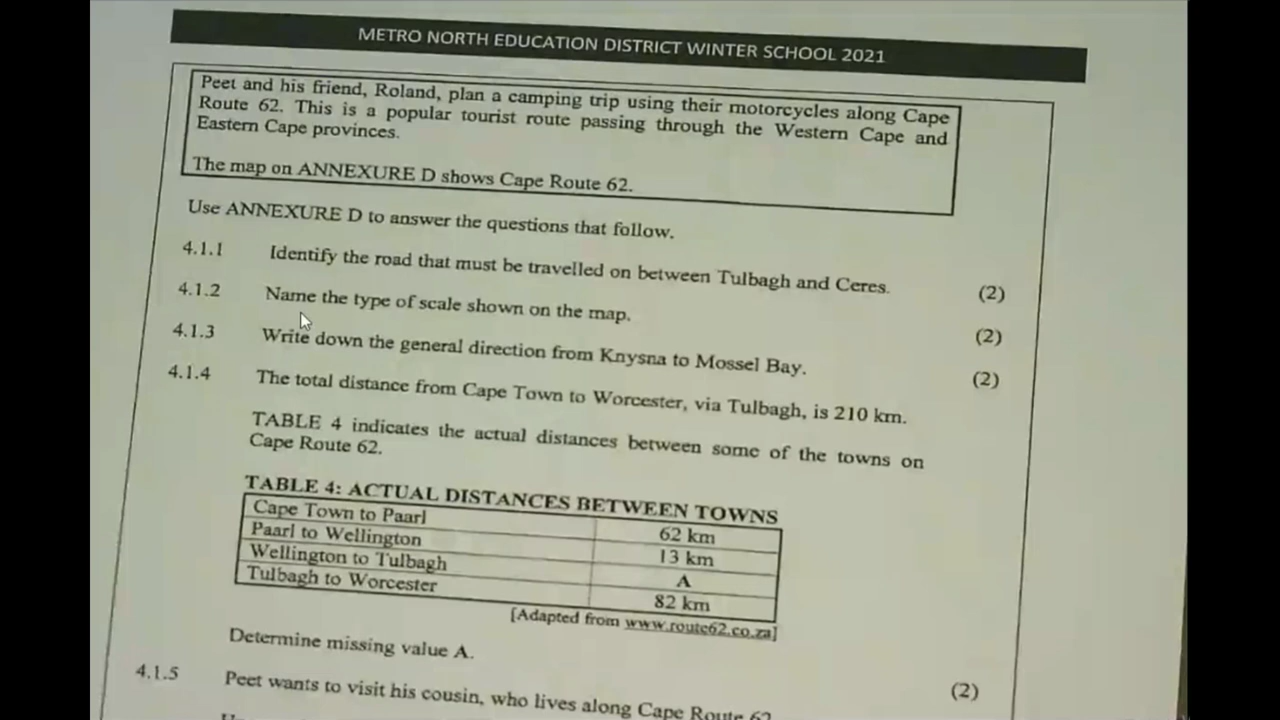 METRO NORTH EDUCATION DISTRICT WINTER SCHOOL 2021
Peet and his friend, Roland, plan a camping trip using their motorcycles along Cape
Route 62. This is a popular tourist route passing through the Western Cape and
Eastern Cape provinces.
The map on ANNEXURE D shows Cape Route 62.
Use ANNEXURE D to answer the questions that follow.
4.1.1 Identify the road that must be travelled on between Tulbagh and Ceres. (2)
4.1.2 Name the type of scale shown on the map. (2)
4.1.3 Write down the general direction from Knysna to Mossel Bay. (2)
4.1.4 The total distance from Cape Town to Worcester, via Tulbagh, is 210 km.
TABLE 4 indicates the actual distances between some of the towns on
Cape Route 62.
TABLE 4: ACTUAL DISTANCES BETWEEN TOWNS
Cape Town to Paarl 62 km
Paarl to Wellington 13 km
Wellington to Tulbagh A
Tulbagh to Worcester 82 km
[Adapted from www.route62.co.za]
Determine missing value A. (2)
4.1.5 Peet wants to visit his cousin, who lives along Cape Route 62